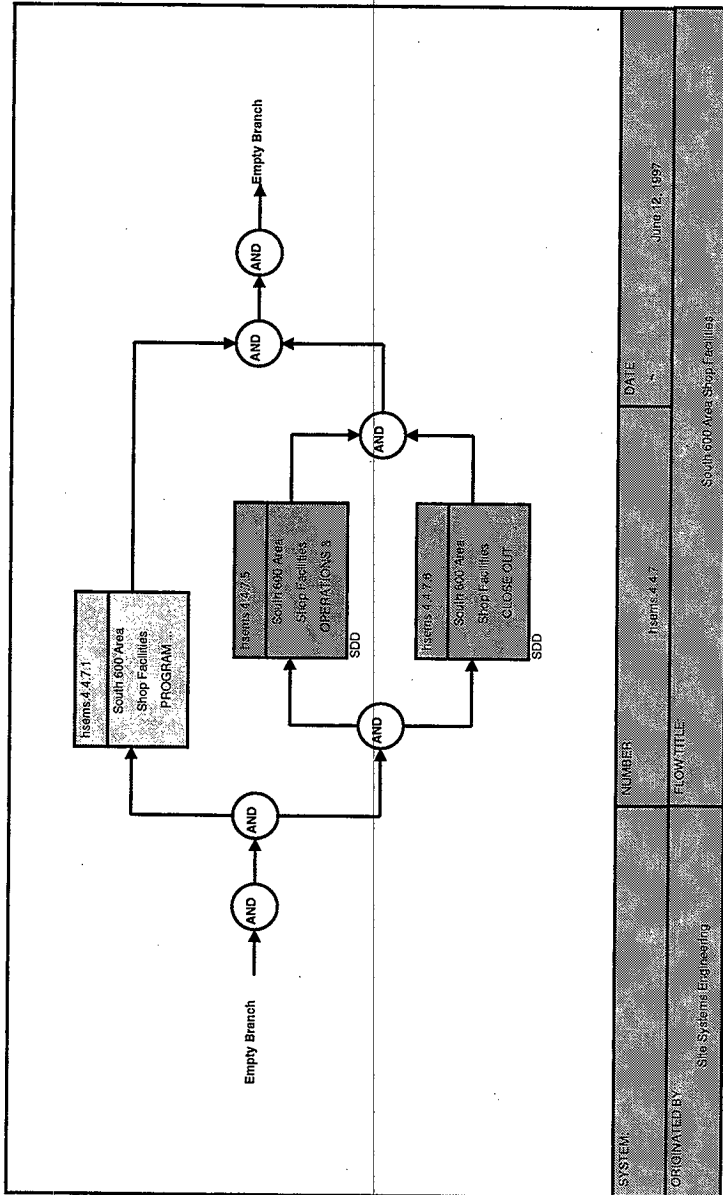 Empty Branch
AND
AND
hsems.4.4.7.1
South 600 Area
Shop Facilities
PROGRAM ...
AND
hsems.4.4.7.5
South 600 Area
Shop Facilities
OPERATIONS &
SDD
hsems.4.4.7.6
South 600 Area
Shop Facilities
CLOSE OUT
SDD
AND
AND
AND
Empty Branch
SYSTEM:
NUMBER
hsems.4.4.7
DATE
June 12, 1997
ORIGINATED BY:
Site Systems Engineering
FLOW TITLE:
South 600 Area Shop Facilities